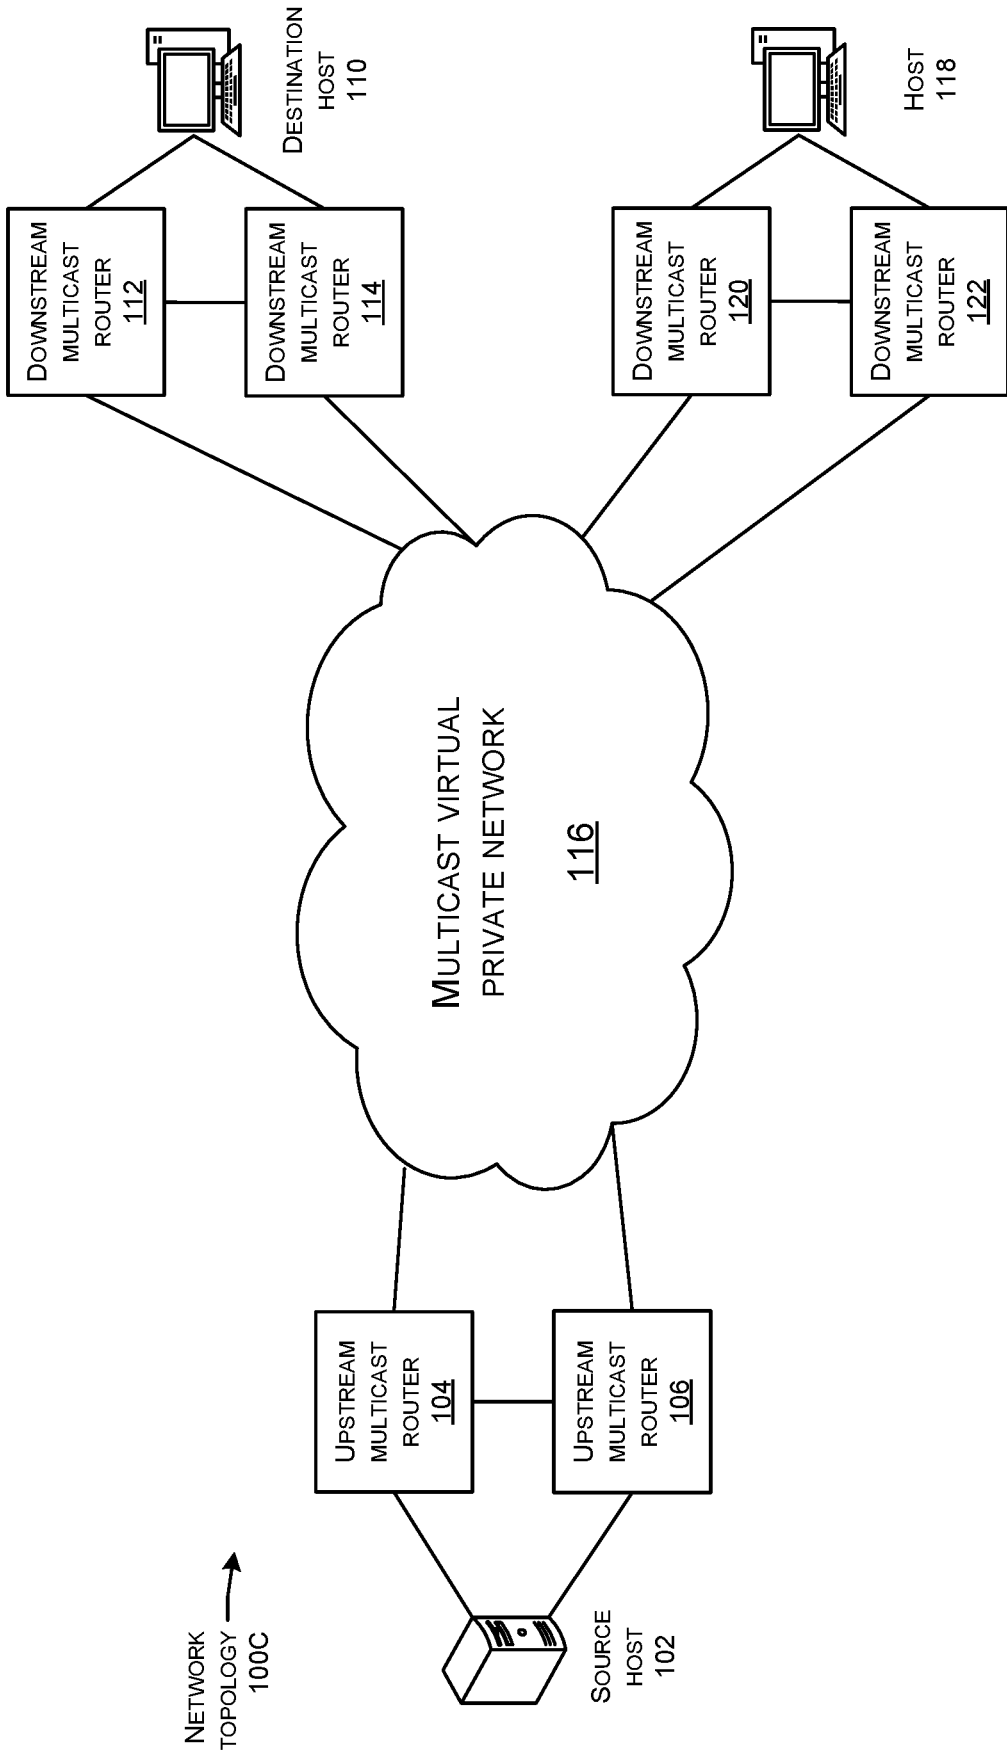 NETWORK
TOPOLOGY
100C
SOURCE
HOST
102
UPSTREAM
MULTICAST
ROUTER
104
UPSTREAM
MULTICAST
ROUTER
106
MULTICAST VIRTUAL
PRIVATE NETWORK
116
DOWNSTREAM
MULTICAST
ROUTER
112
DOWNSTREAM
MULTICAST
ROUTER
114
DESTINATION
HOST
110
DOWNSTREAM
MULTICAST
ROUTER
120
DOWNSTREAM
MULTICAST
ROUTER
122
HOST
118